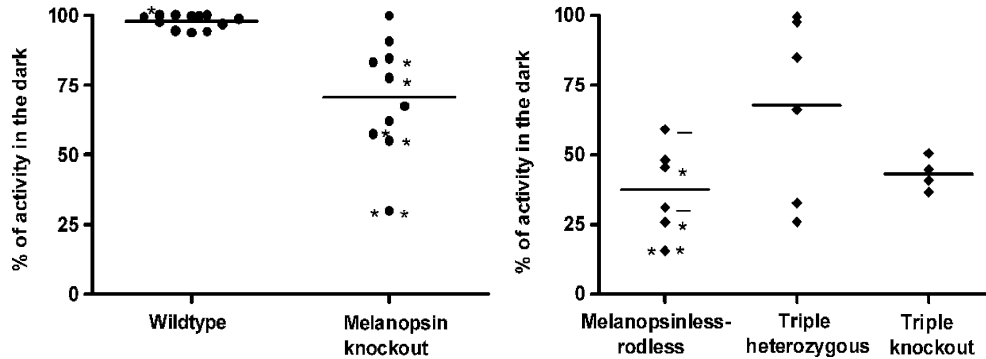 % of activity in the dark
100
75
50
25
0
*
* * * * * *
Wildtype
Melanopsin
knockout
% of activity in the dark
100
75
50
25
0
* * * *
Melanopsinless-
rodless
Triple
heterozygous
Triple
knockout